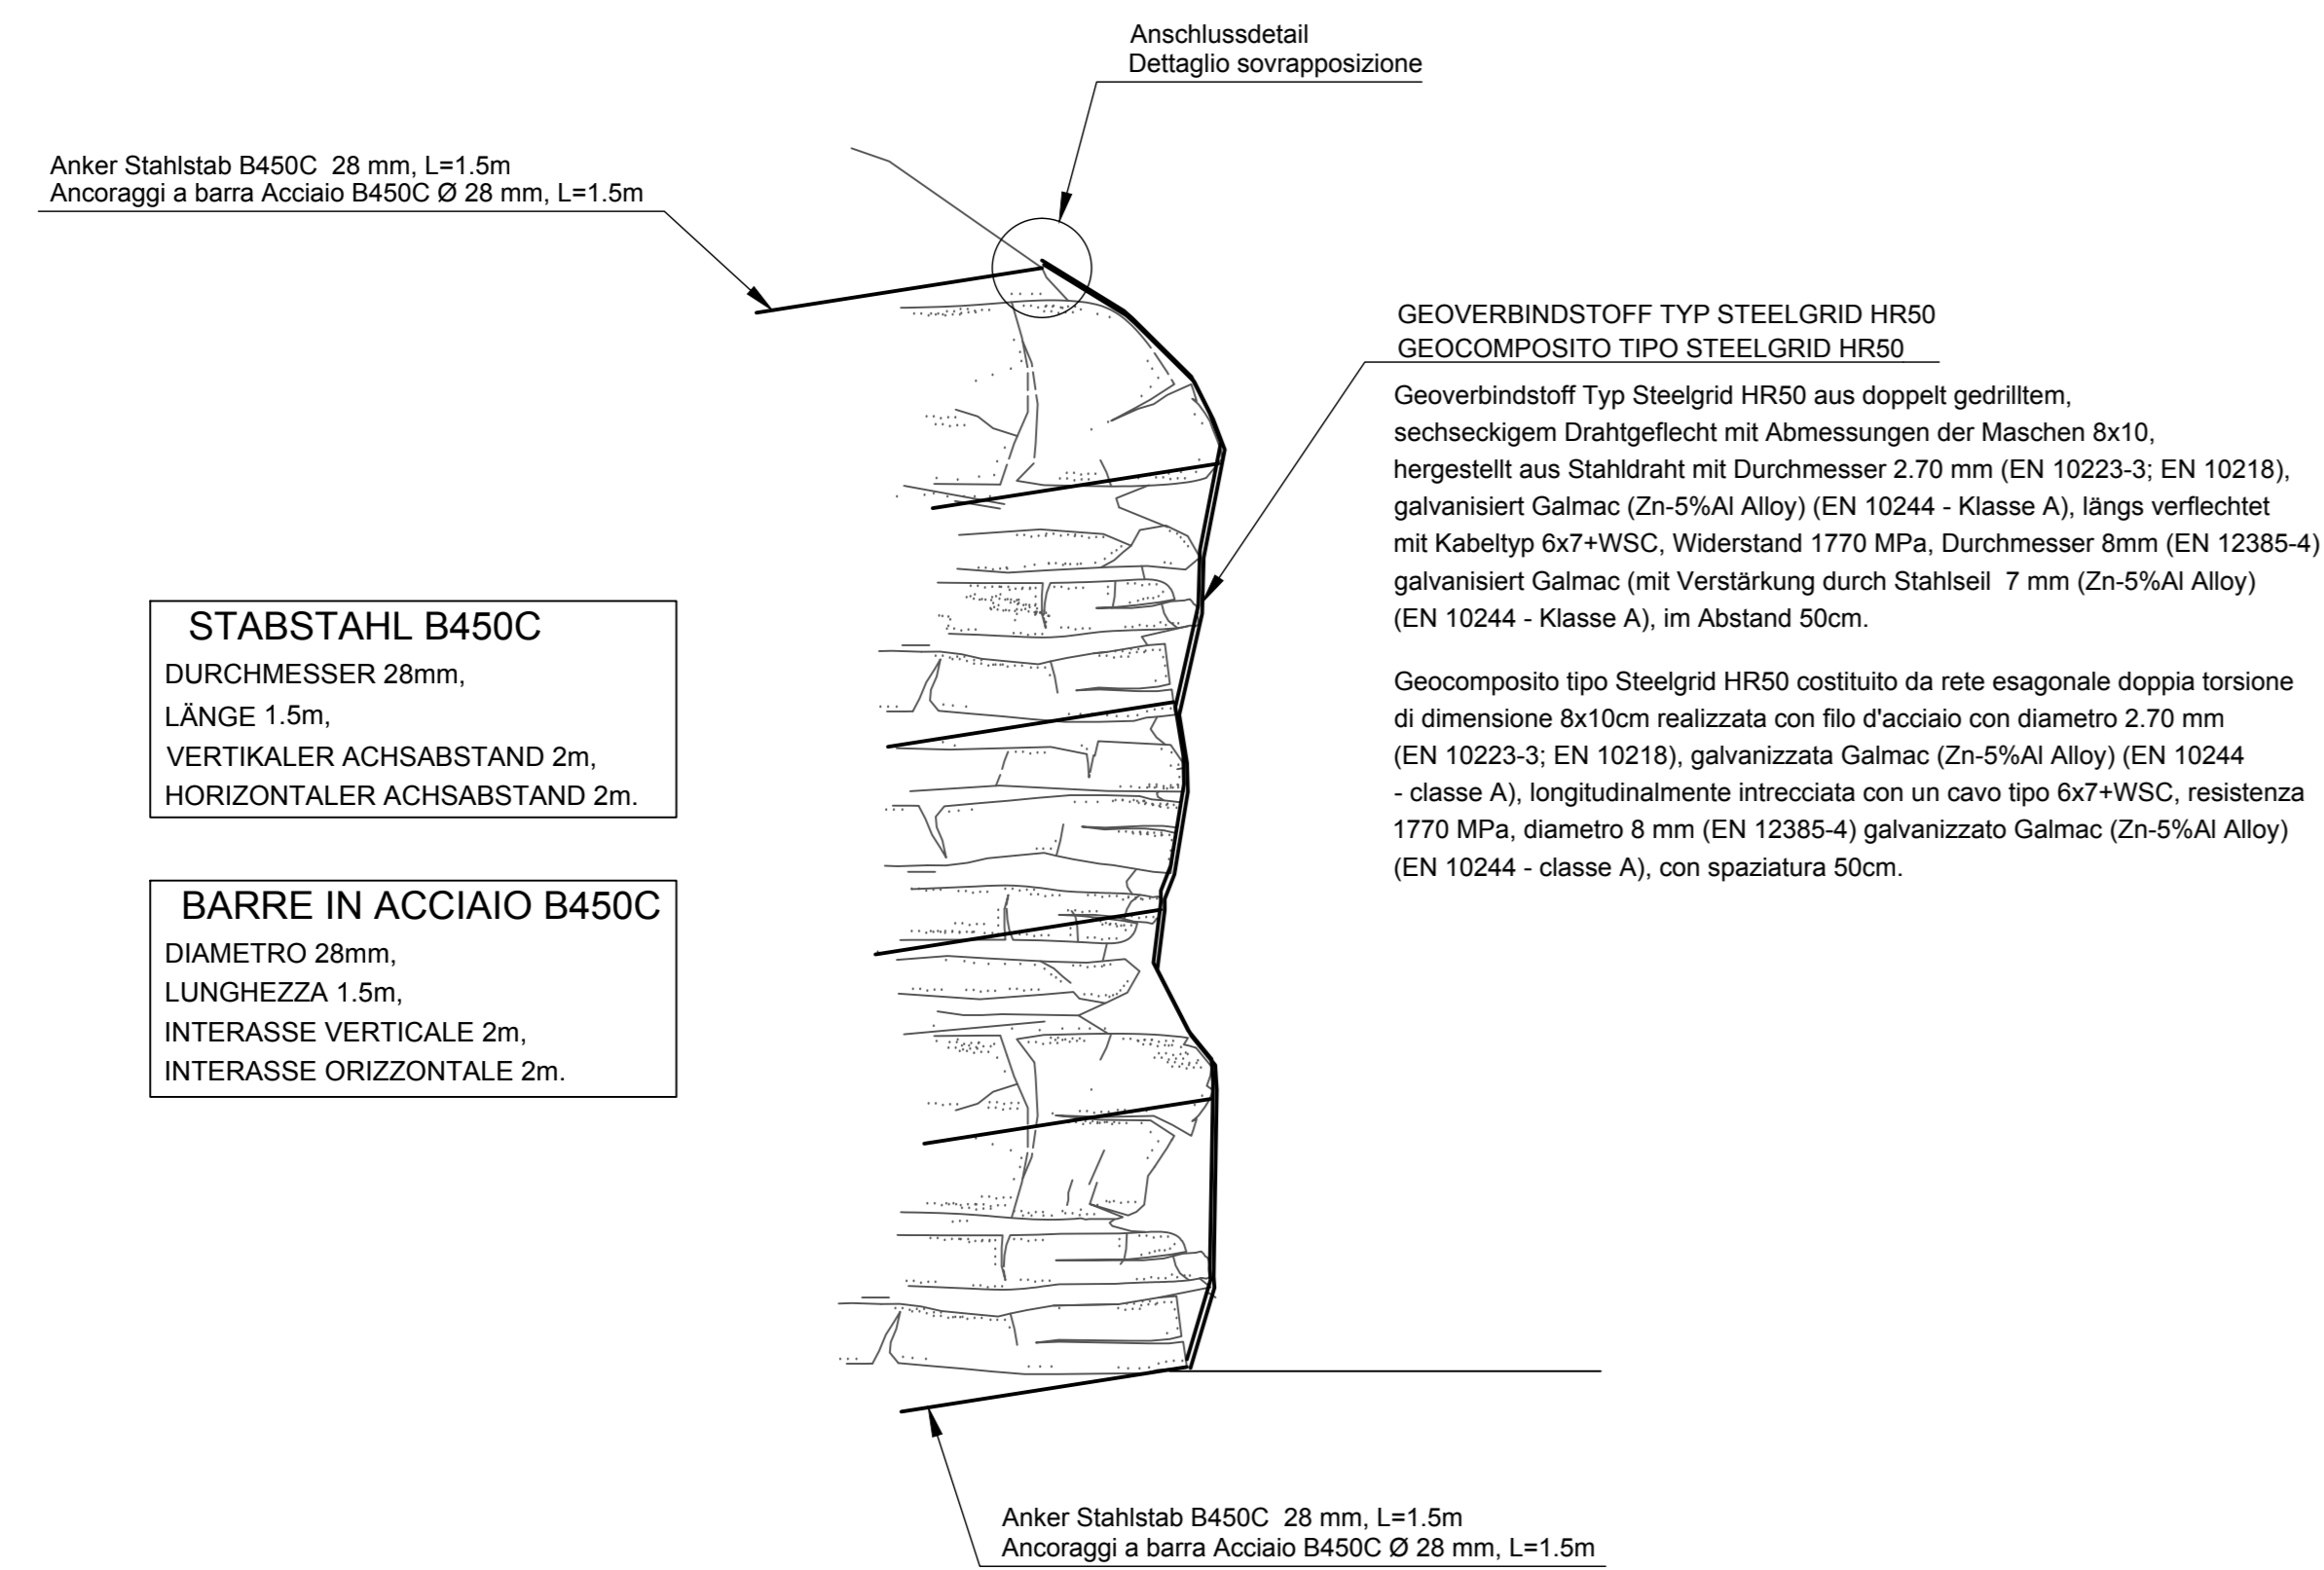 Anschlussdetail
Dettaglio sovrapposizione
Anker Stahlstab B450C  28 mm, L=1.5m
Ancoraggi a barra Acciaio B450C Ø 28 mm, L=1.5m
GEOVERBINDSTOFF TYP STEELGRID HR50
GEOCOMPOSITO TIPO STEELGRID HR50
Geoverbindstoff Typ Steelgrid HR50 aus doppelt gedrilltem,
sechseckigem Drahtgeflecht mit Abmessungen der Maschen 8x10,
hergestellt aus Stahldraht mit Durchmesser 2.70 mm (EN 10223-3; EN 10218),
galvanisiert Galmac (Zn-5%Al Alloy) (EN 10244 - Klasse A), längs verflechtet
mit Kabeltyp 6x7+WSC, Widerstand 1770 MPa, Durchmesser 8mm (EN 12385-4)
galvanisiert Galmac (mit Verstärkung durch Stahlseil  7 mm (Zn-5%Al Alloy)
(EN 10244 - Klasse A), im Abstand 50cm.
Geocomposito tipo Steelgrid HR50 costituito da rete esagonale doppia torsione
di dimensione 8x10cm realizzata con filo d'acciaio con diametro 2.70 mm
(EN 10223-3; EN 10218), galvanizzata Galmac (Zn-5%Al Alloy) (EN 10244
- classe A), longitudinalmente intrecciata con un cavo tipo 6x7+WSC, resistenza
1770 MPa, diametro 8 mm (EN 12385-4) galvanizzato Galmac (Zn-5%Al Alloy)
(EN 10244 - classe A), con spaziatura 50cm.
STABSTAHL B450C
DURCHMESSER 28mm,
LÄNGE 1.5m,
VERTIKALER ACHSABSTAND 2m,
HORIZONTALER ACHSABSTAND 2m.
BARRE IN ACCIAIO B450C
DIAMETRO 28mm,
LUNGHEZZA 1.5m,
INTERASSE VERTICALE 2m,
INTERASSE ORIZZONTALE 2m.
Anker Stahlstab B450C  28 mm, L=1.5m
Ancoraggi a barra Acciaio B450C Ø 28 mm, L=1.5m